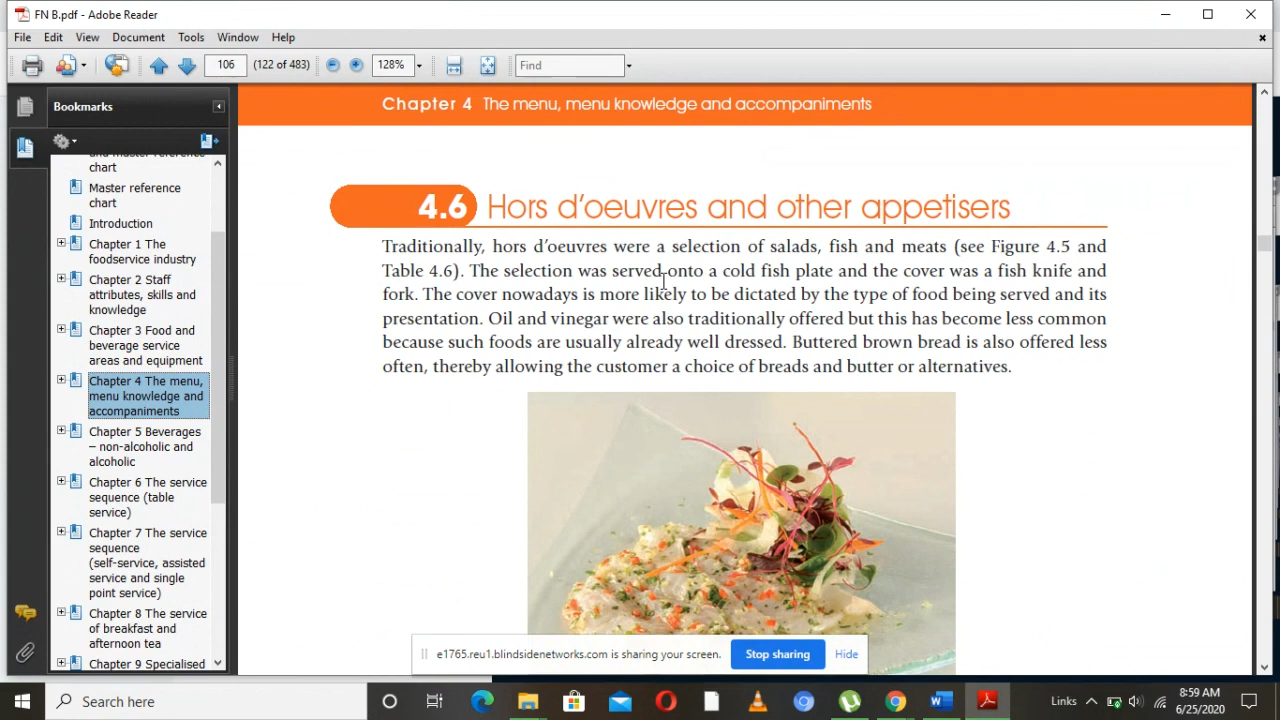 FN B.pdf - Adobe Reader
File Edit View Document Tools Window Help
106 (122 of 483) 128% Find
Bookmarks
and master reference
chart
Master reference
chart
Introduction
Chapter 1 The
foodservice industry
Chapter 2 Staff
attributes, skills and
knowledge
Chapter 3 Food and
beverage service
areas and equipment
Chapter 4 The menu,
menu knowledge and
accompaniments
Chapter 5 Beverages
– non-alcoholic and
alcoholic
Chapter 6 The service
sequence (table
service)
Chapter 7 The service
sequence
(self-service, assisted
service and single
point service)
Chapter 8 The service
of breakfast and
afternoon tea
Chapter 9 Specialised
Chapter 4 The menu, menu knowledge and accompaniments
4.6 Hors d'oeuvres and other appetisers
Traditionally, hors d'oeuvres were a selection of salads, fish and meats (see Figure 4.5 and
Table 4.6). The selection was served onto a cold fish plate and the cover was a fish knife and
fork. The cover nowadays is more likely to be dictated by the type of food being served and its
presentation. Oil and vinegar were also traditionally offered but this has become less common
because such foods are usually already well dressed. Buttered brown bread is also offered less
often, thereby allowing the customer a choice of breads and butter or alternatives.
e1765.reu1.blindsidenetworks.com is sharing your screen. Stop sharing Hide
Search here
Links
8:59 AM
6/25/2020